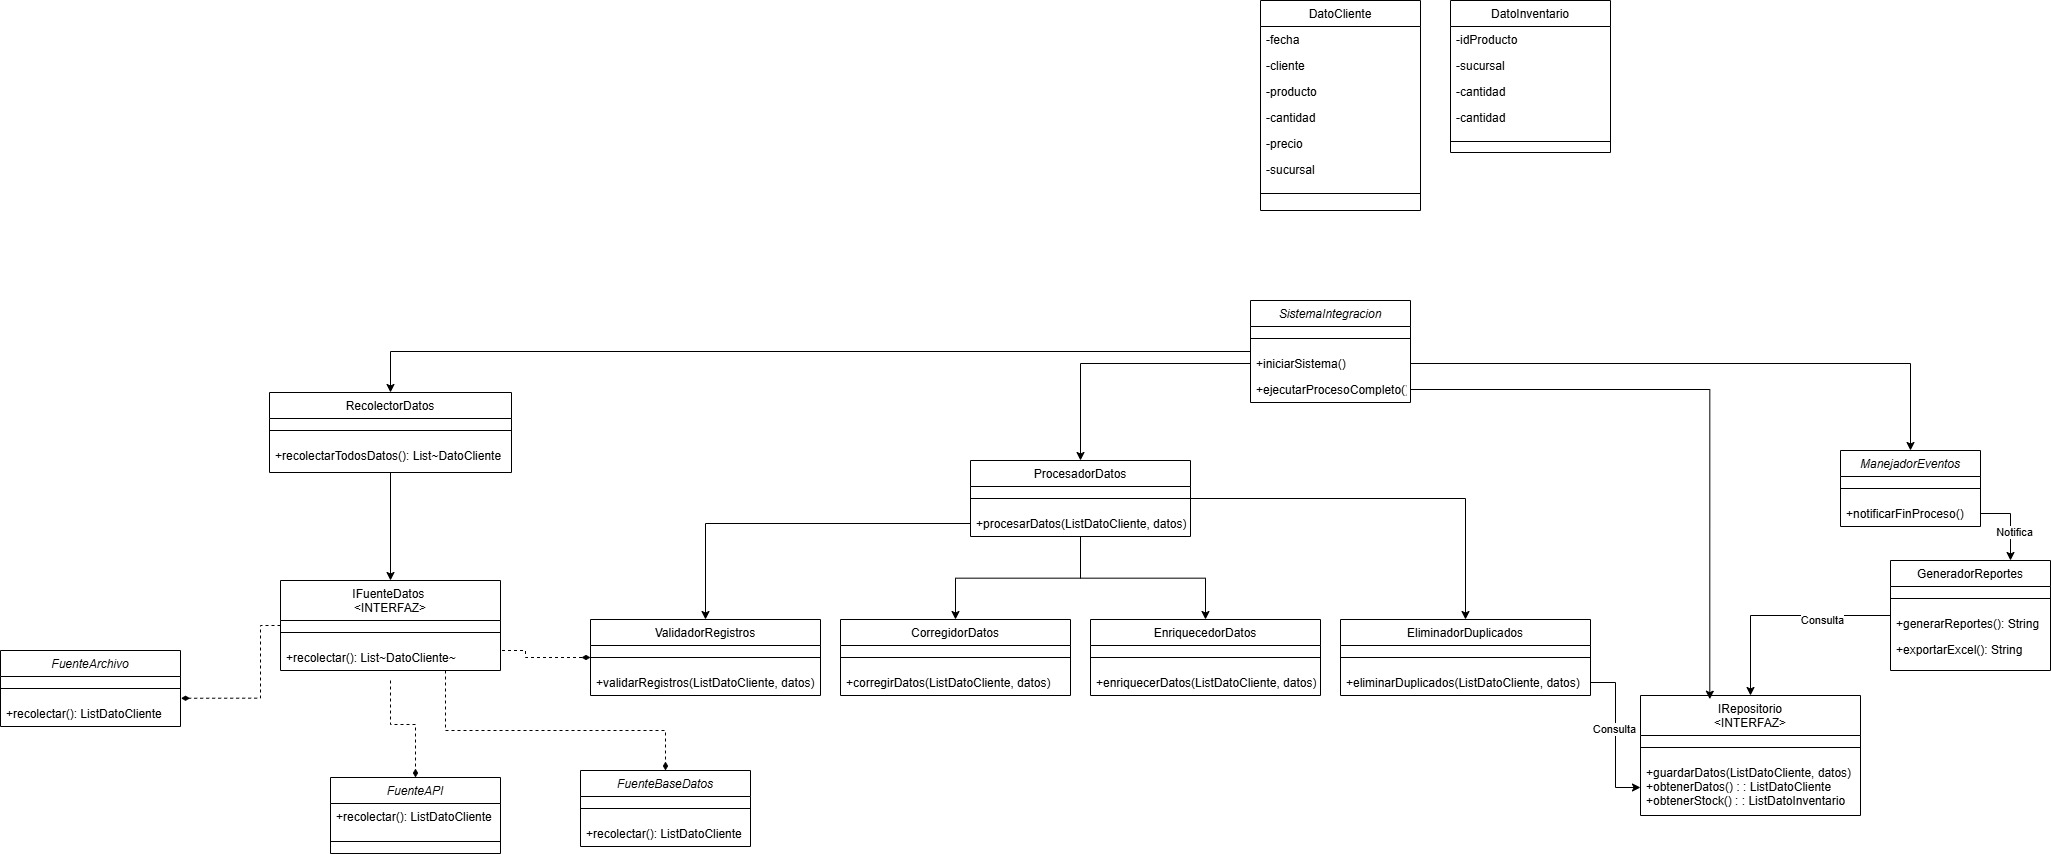 DatoCliente
-fecha
-cliente
-producto
-cantidad
-precio
-sucursal
DatoInventario
-idProducto
-sucursal
-cantidad
-cantidad
SistemaIntegracion
+iniciarSistema()
+ejecutarProcesoCompleto()
RecolectorDatos
+recolectarTodosDatos(): List~DatoCliente
ProcesadorDatos
+procesarDatos(ListDatoCliente, datos)
ManejadorEventos
+notificarFinProceso()
Notifica
GeneradorReportes
+generarReportes(): String
+exportarExcel(): String
Consulta
IFuenteDatos
<INTERFAZ>
+recolectar(): List~DatoCliente~
ValidadorRegistros
+validarRegistros(ListDatoCliente, datos)
CorregidorDatos
+corregirDatos(ListDatoCliente, datos)
EnriquecedorDatos
+enriquecerDatos(ListDatoCliente, datos)
EliminadorDuplicados
+eliminarDuplicados(ListDatoCliente, datos)
Consulta
FuenteArchivo
+recolectar(): ListDatoCliente
IRepositorio
<INTERFAZ>
+guardarDatos(ListDatoCliente, datos)
+obtenerDatos() : : ListDatoCliente
+obtenerStock() : : ListDatoInventario
FuenteAPI
+recolectar(): ListDatoCliente
FuenteBaseDatos
+recolectar(): ListDatoCliente